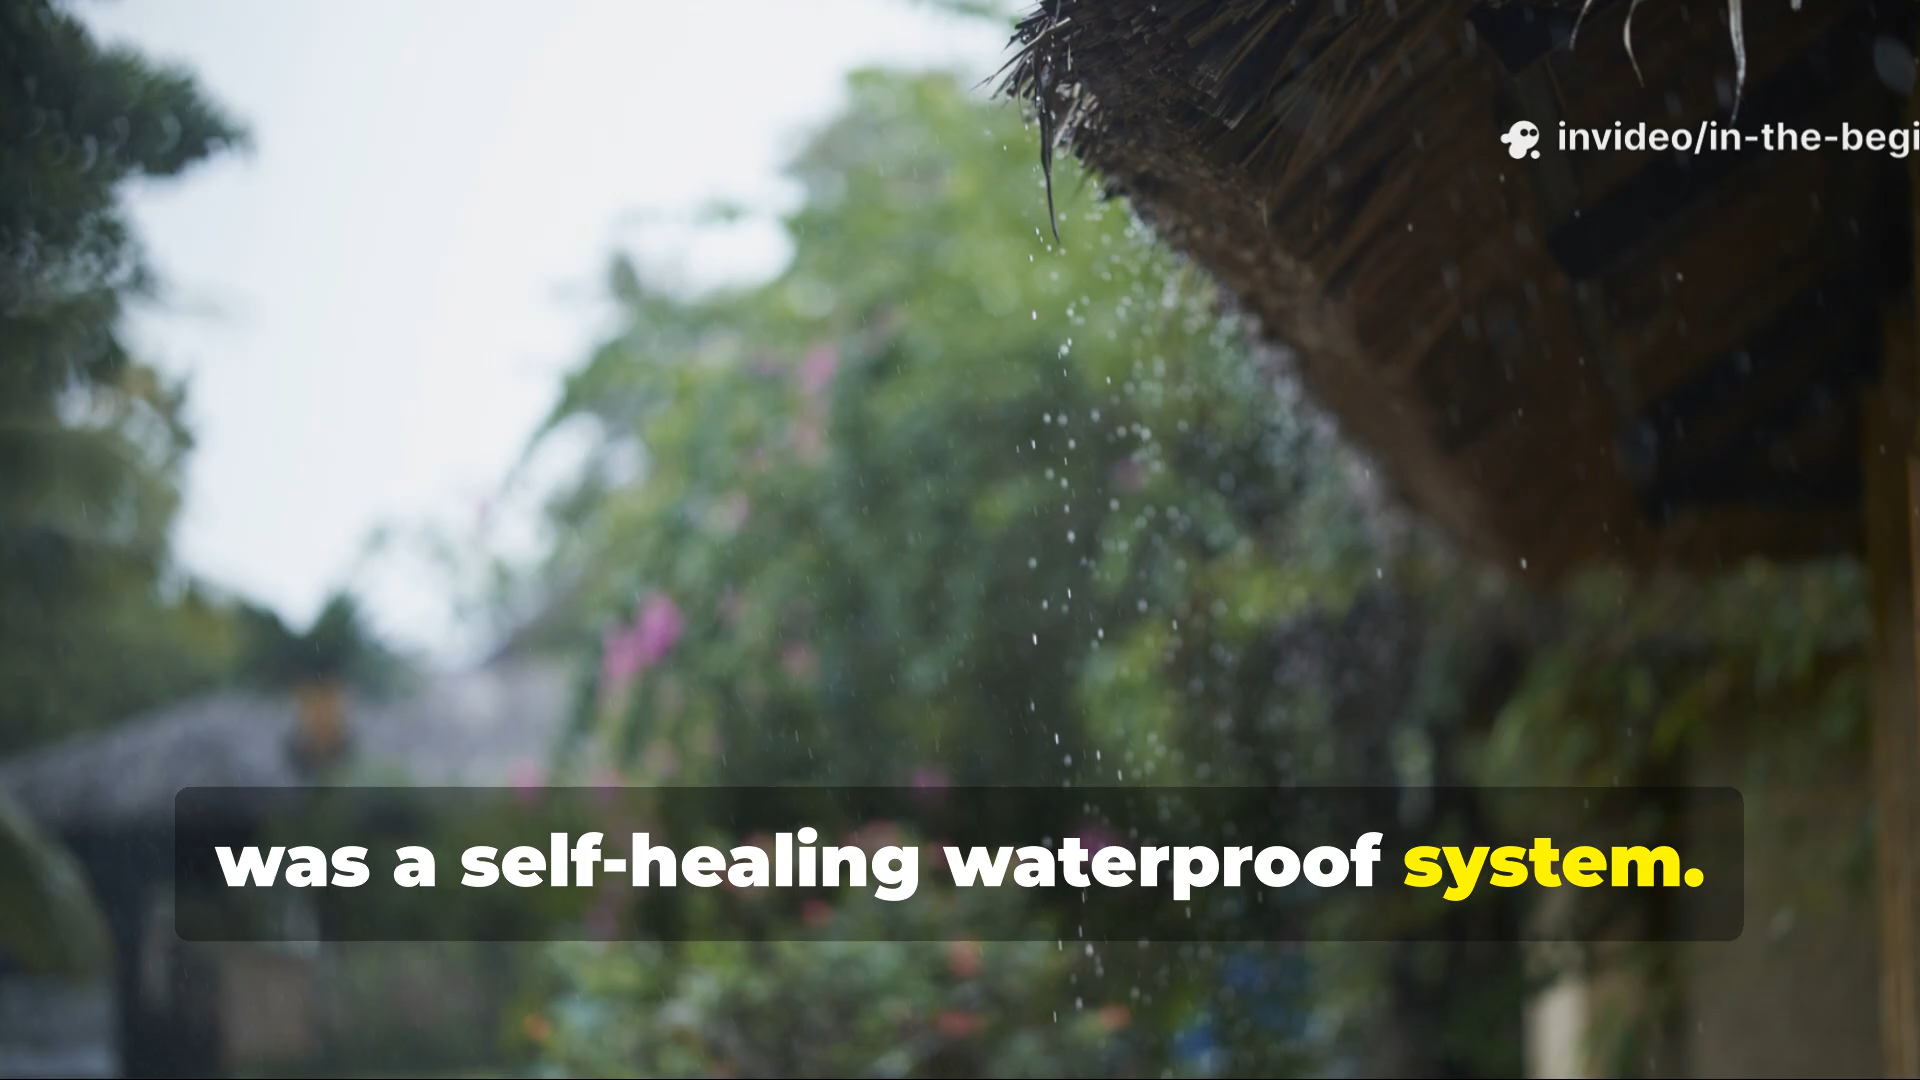 invideo/in-the-begi
was a self-healing waterproof system.